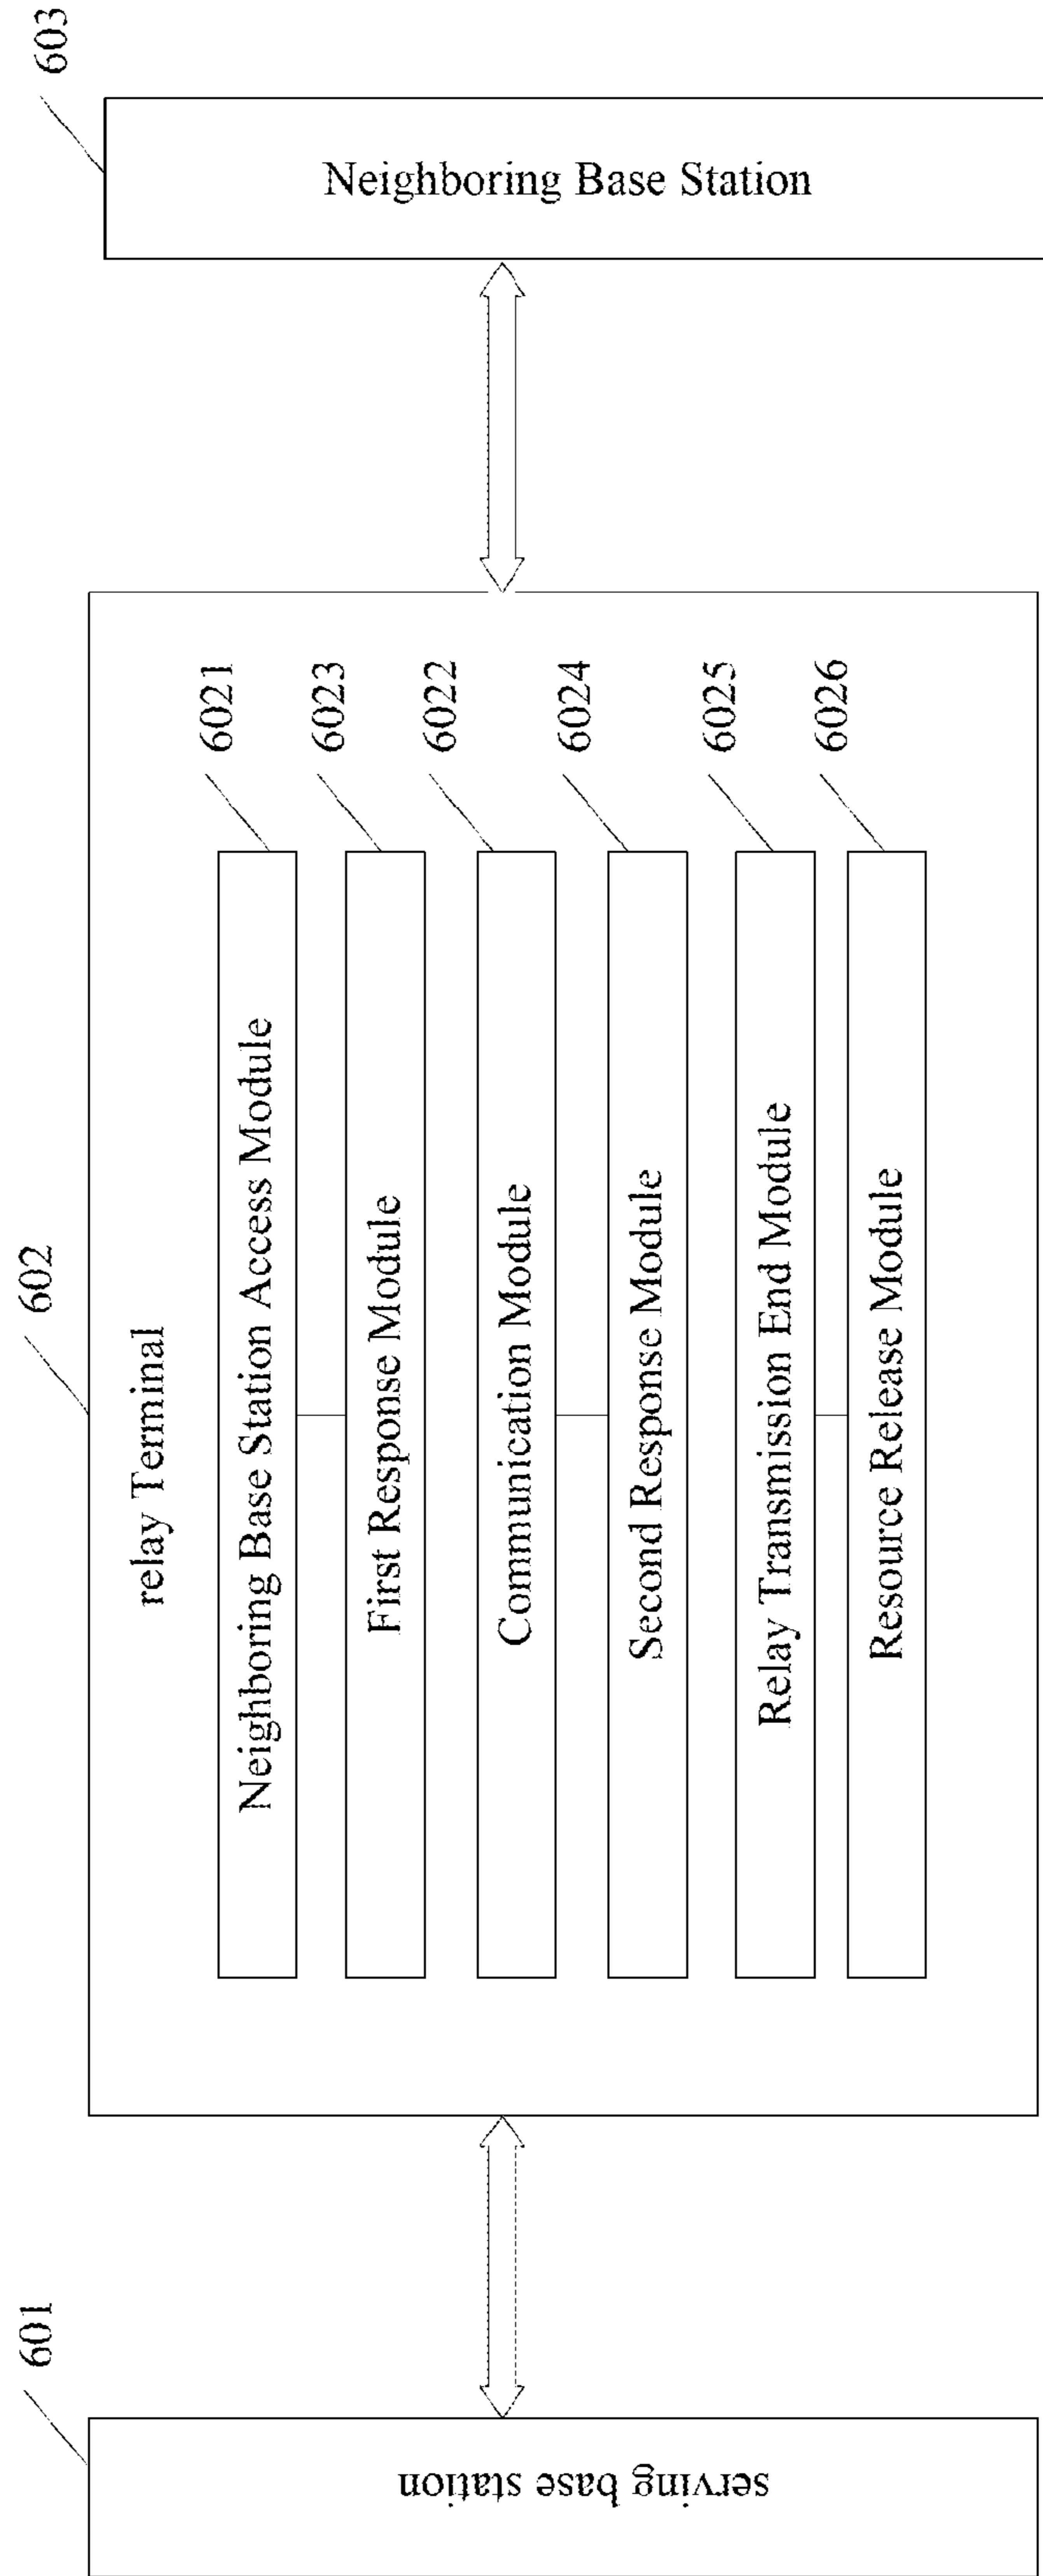 601
serving base station
602
relay Terminal
Neighboring Base Station Access Module
6021
First Response Module
6023
Communication Module
6022
Second Response Module
6024
Relay Transmission End Module
6025
Resource Release Module
6026
603
Neighboring Base Station